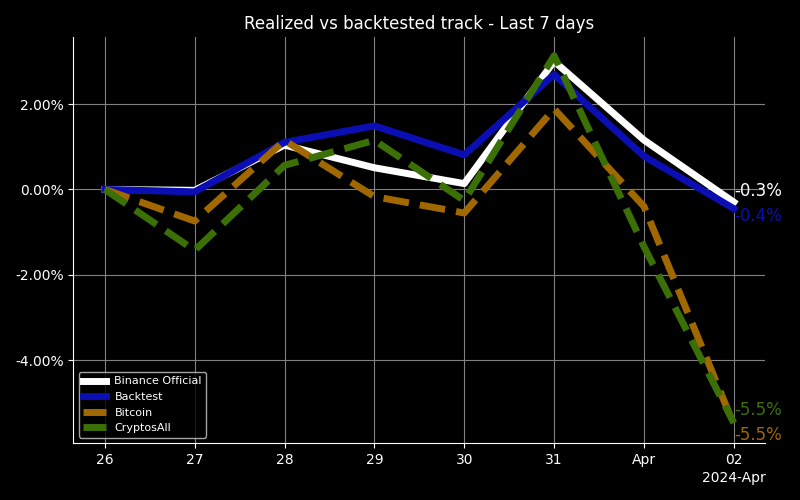 Realized vs backtested track - Last 7 days
2.00%
0.00%
-2.00%
-4.00%
-0.3%
-0.4%
-5.5%
-5.5%
Binance Official
Backtest
Bitcoin
CryptosAll
26 27 28 29 30 31 Apr 02
2024-Apr